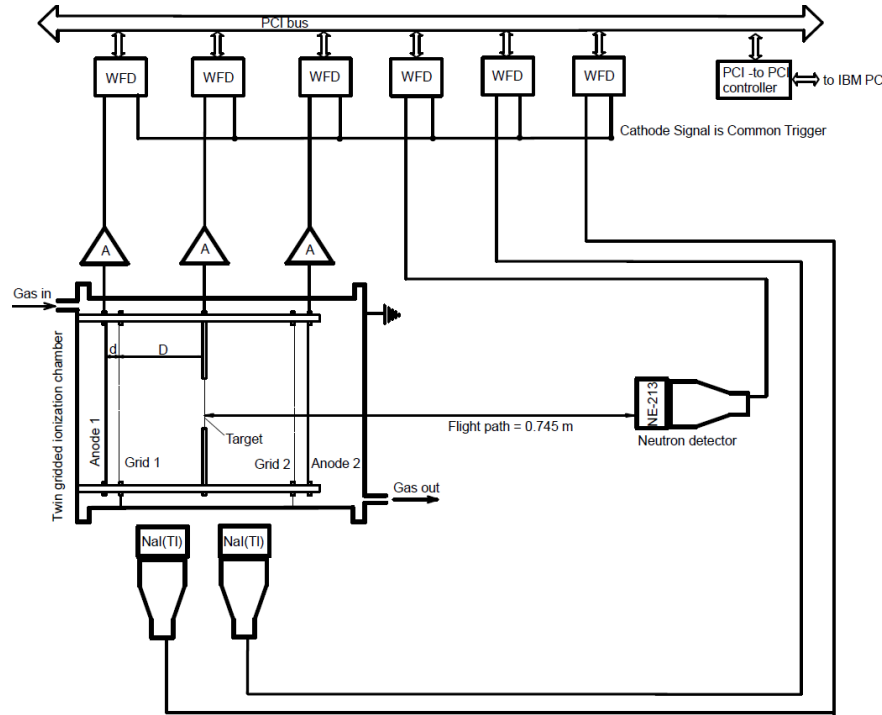 PCI bus
WFD
WFD
WFD
WFD
WFD
WFD
PCI -to PCI
controller
to IBM PC
Cathode Signal is Common Trigger
A
A
A
Gas in
d
D
Twin gridded ionization chamber
Anode 1
Grid 1
Target
Grid 2
Anode 2
Flight path = 0.745 m
NE-213
Neutron detector
Gas out
NaI(Tl)
NaI(Tl)